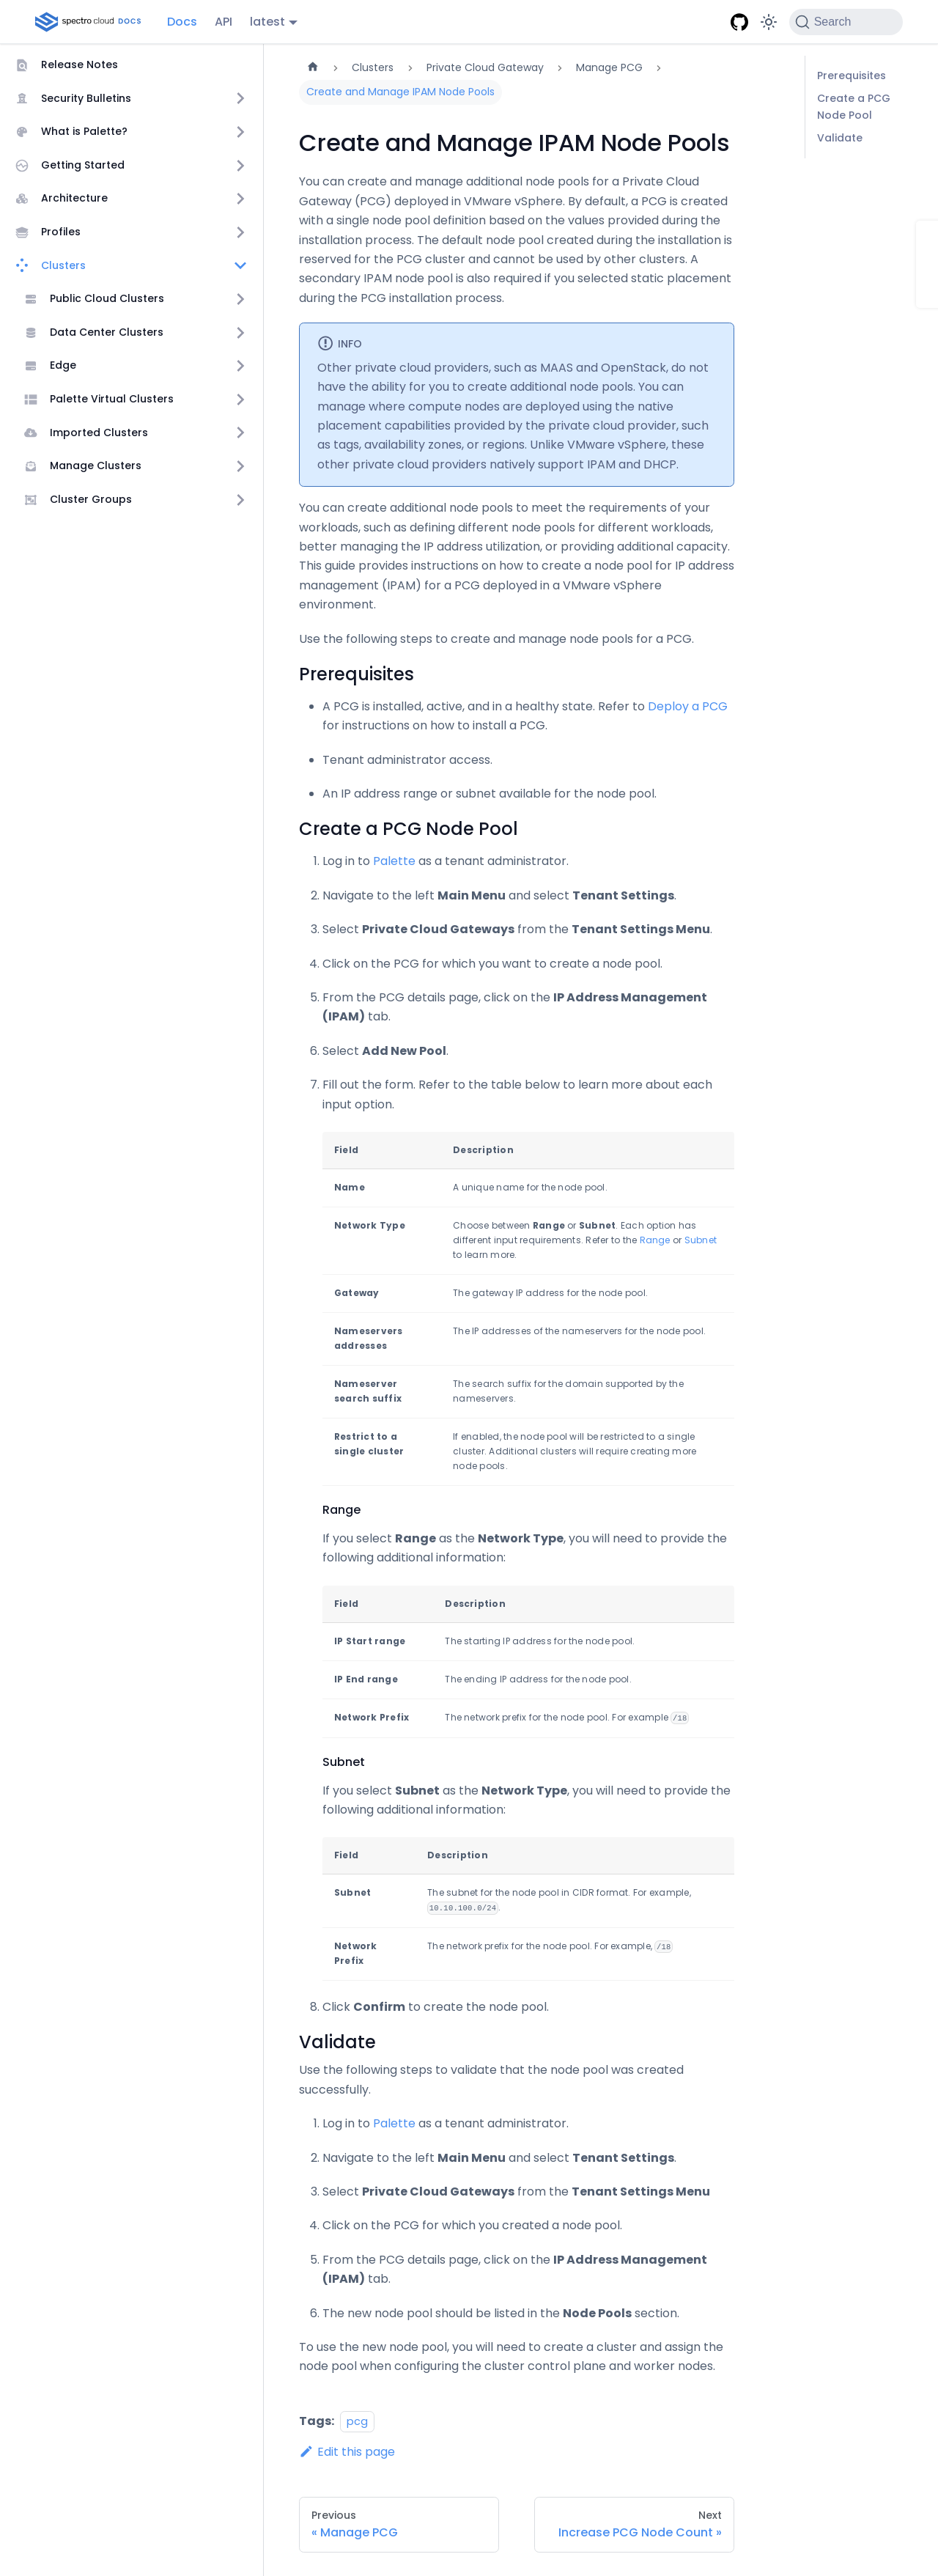 spectro cloud DOCS
Docs
API
latest
Search
Release Notes
Security Bulletins
What is Palette?
Getting Started
Architecture
Profiles
Clusters
Public Cloud Clusters
Data Center Clusters
Edge
Palette Virtual Clusters
Imported Clusters
Manage Clusters
Cluster Groups
Clusters
Private Cloud Gateway
Manage PCG
Create and Manage IPAM Node Pools
Create and Manage IPAM Node Pools
You can create and manage additional node pools for a Private Cloud
Gateway (PCG) deployed in VMware vSphere. By default, a PCG is created
with a single node pool definition based on the values provided during the
installation process. The default node pool created during the installation is
reserved for the PCG cluster and cannot be used by other clusters. A
secondary IPAM node pool is also required if you selected static placement
during the PCG installation process.
INFO
Other private cloud providers, such as MAAS and OpenStack, do not
have the ability for you to create additional node pools. You can
manage where compute nodes are deployed using the native
placement capabilities provided by the private cloud provider, such
as tags, availability zones, or regions. Unlike VMware vSphere, these
other private cloud providers natively support IPAM and DHCP.
You can create additional node pools to meet the requirements of your
workloads, such as defining different node pools for different workloads,
better managing the IP address utilization, or providing additional capacity.
This guide provides instructions on how to create a node pool for IP address
management (IPAM) for a PCG deployed in a VMware vSphere
environment.
Use the following steps to create and manage node pools for a PCG.
Prerequisites
A PCG is installed, active, and in a healthy state. Refer to Deploy a PCG
for instructions on how to install a PCG.
Tenant administrator access.
An IP address range or subnet available for the node pool.
Create a PCG Node Pool
1. Log in to Palette as a tenant administrator.
2. Navigate to the left Main Menu and select Tenant Settings.
3. Select Private Cloud Gateways from the Tenant Settings Menu.
4. Click on the PCG for which you want to create a node pool.
5. From the PCG details page, click on the IP Address Management
(IPAM) tab.
6. Select Add New Pool.
7. Fill out the form. Refer to the table below to learn more about each
input option.
Field Description
Name A unique name for the node pool.
Network Type Choose between Range or Subnet. Each option has
different input requirements. Refer to the Range or Subnet
to learn more.
Gateway The gateway IP address for the node pool.
Nameservers The IP addresses of the nameservers for the node pool.
addresses
Nameserver The search suffix for the domain supported by the
search suffix nameservers.
Restrict to a If enabled, the node pool will be restricted to a single
single cluster cluster. Additional clusters will require creating more
node pools.
Range
If you select Range as the Network Type, you will need to provide the
following additional information:
Field Description
IP Start range The starting IP address for the node pool.
IP End range The ending IP address for the node pool.
Network Prefix The network prefix for the node pool. For example /18
Subnet
If you select Subnet as the Network Type, you will need to provide the
following additional information:
Field Description
Subnet The subnet for the node pool in CIDR format. For example,
10.10.100.0/24.
Network The network prefix for the node pool. For example, /18
Prefix
8. Click Confirm to create the node pool.
Validate
Use the following steps to validate that the node pool was created
successfully.
1. Log in to Palette as a tenant administrator.
2. Navigate to the left Main Menu and select Tenant Settings.
3. Select Private Cloud Gateways from the Tenant Settings Menu
4. Click on the PCG for which you created a node pool.
5. From the PCG details page, click on the IP Address Management
(IPAM) tab.
6. The new node pool should be listed in the Node Pools section.
To use the new node pool, you will need to create a cluster and assign the
node pool when configuring the cluster control plane and worker nodes.
Tags: pcg
Edit this page
Previous
« Manage PCG
Next
Increase PCG Node Count »
Prerequisites
Create a PCG
Node Pool
Validate